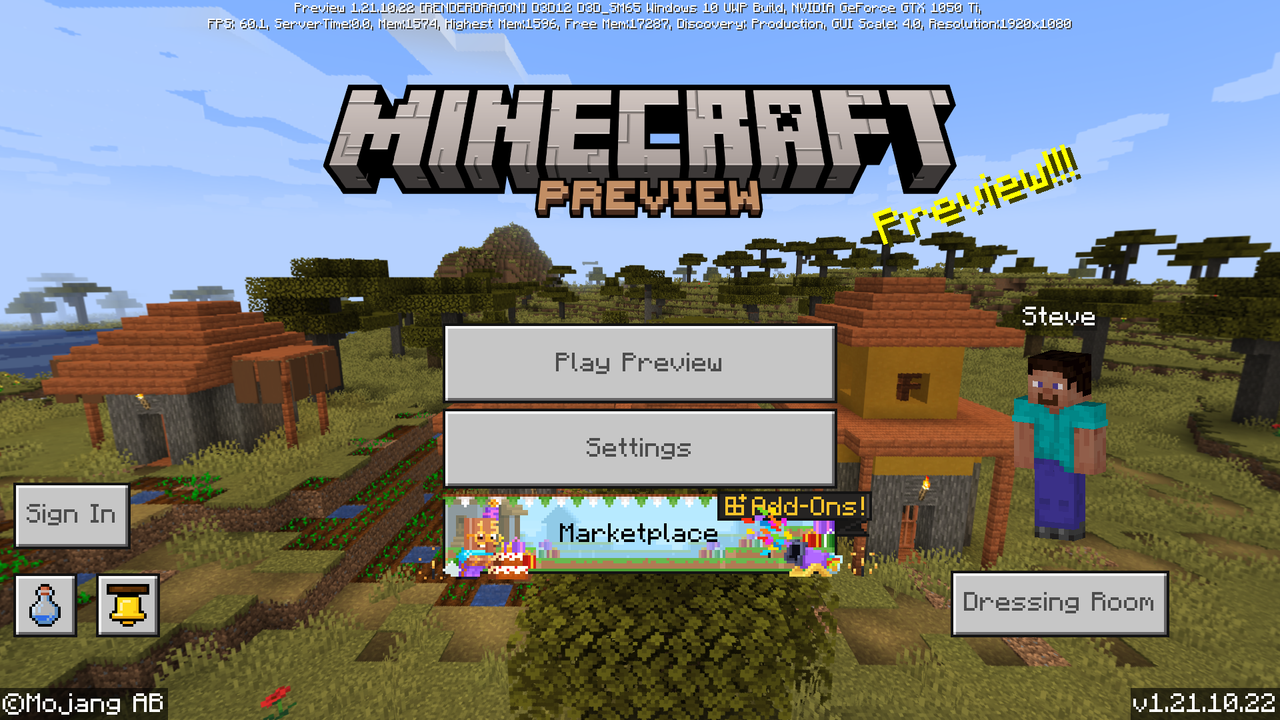 Preview 1.21.10.22 [RENDERDRAGON] D3D12 D3D_SM65 Windows 10 UWP Build, NVIDIA GeForce GTX 1050 Ti,
FPS: 60.1, ServerTime:0.0, Mem:1574, Highest Mem:1596, Free Mem:17287, Discovery: Production, GUI Scale: 4.0, Resolution:1920x1080
MINECRAFT
PREVIEW
Preview!!!
Steve
Play Preview
Settings
Add-Ons!
Marketplace
Sign In
Dressing Room
©Mojang AB
v1.21.10.22